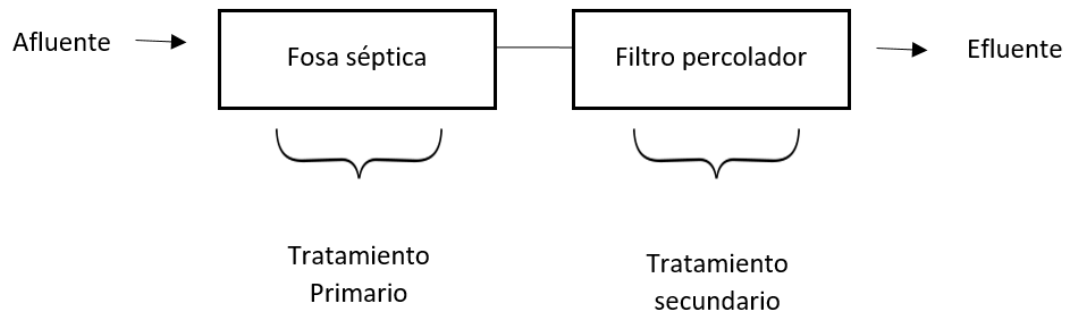 Afluente
Fosa séptica
Filtro percolador
Efluente
Tratamiento
Primario
Tratamiento
secundario